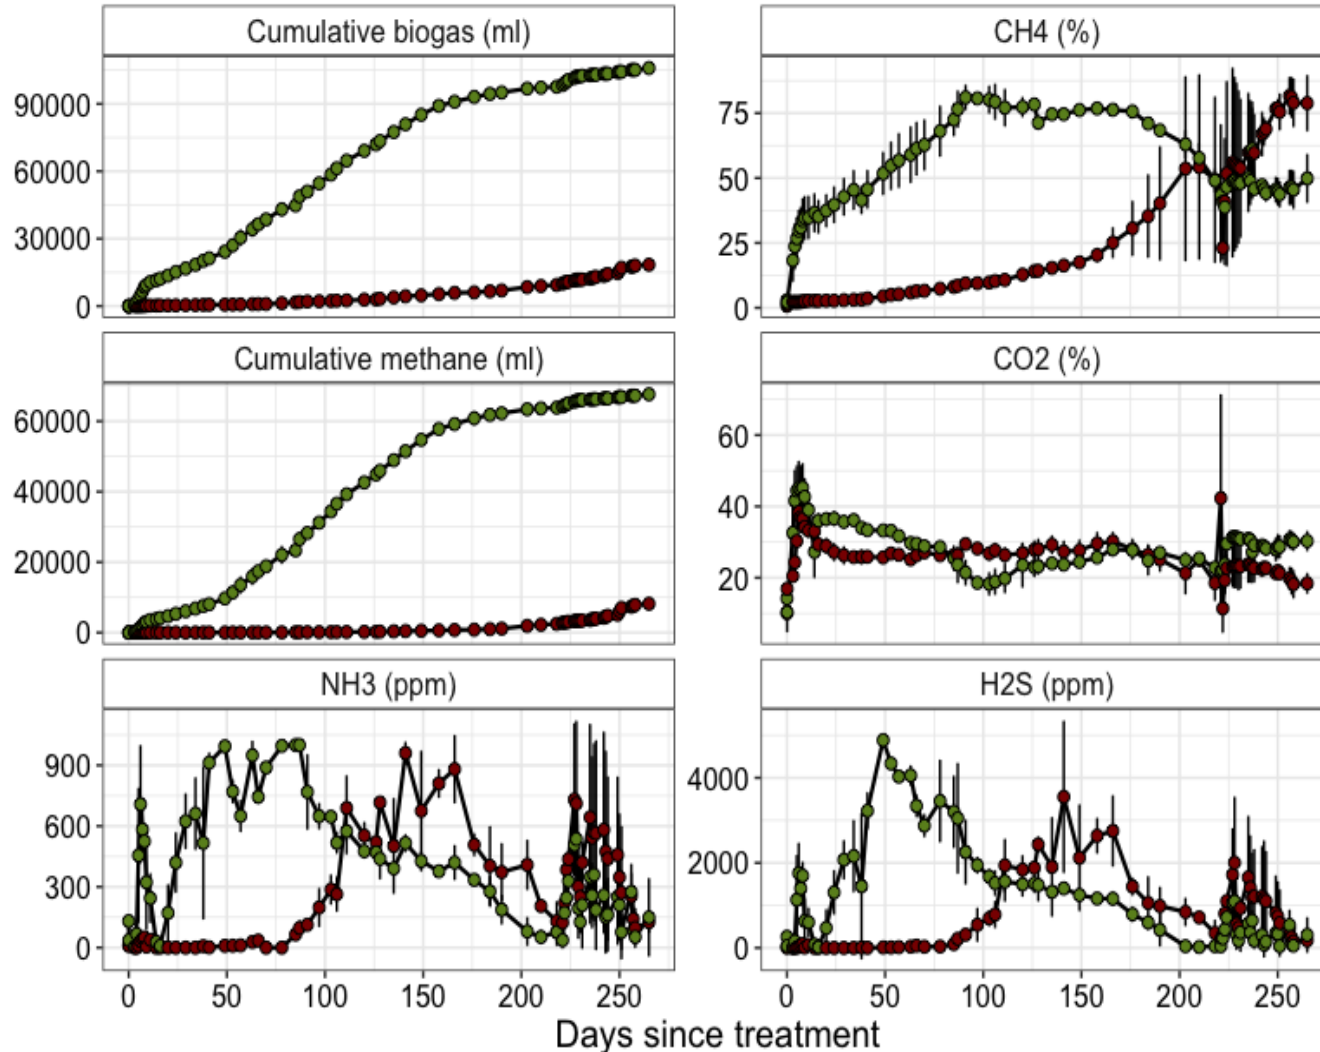 Cumulative biogas (ml)
90000
60000
30000
0
CH4 (%)
75
50
25
0
Cumulative methane (ml)
60000
40000
20000
0
CO2 (%)
60
40
20
NH3 (ppm)
900
600
300
0
H2S (ppm)
4000
2000
0
0 50 100 150 200 250
0 50 100 150 200 250
Days since treatment